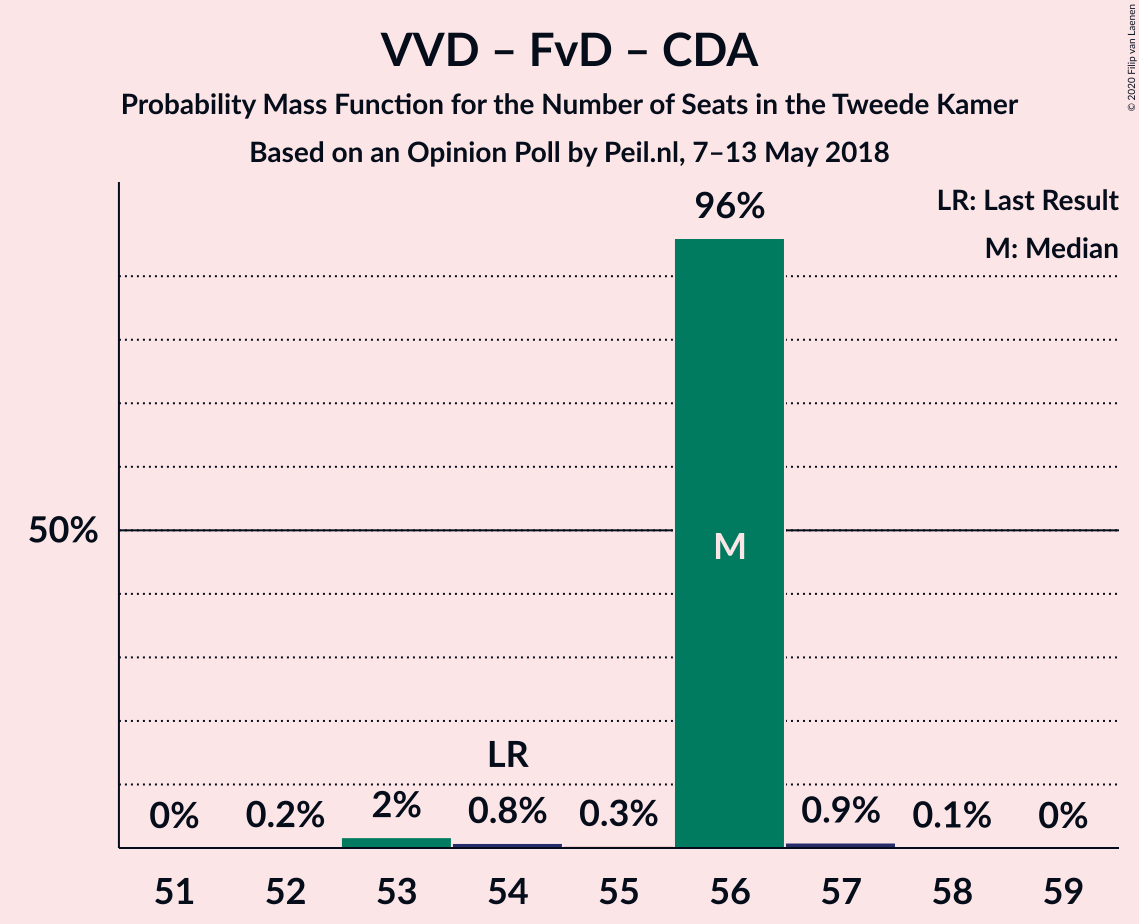 VVD – FvD – CDA
Probability Mass Function for the Number of Seats in the Tweede Kamer
Based on an Opinion Poll by Peil.nl, 7–13 May 2018
© 2020 Filip van Laenen
LR: Last Result
M: Median
96%
50%
M
LR
0% 0.2% 2% 0.8% 0.3% 0.9% 0.1% 0%
51 52 53 54 55 56 57 58 59